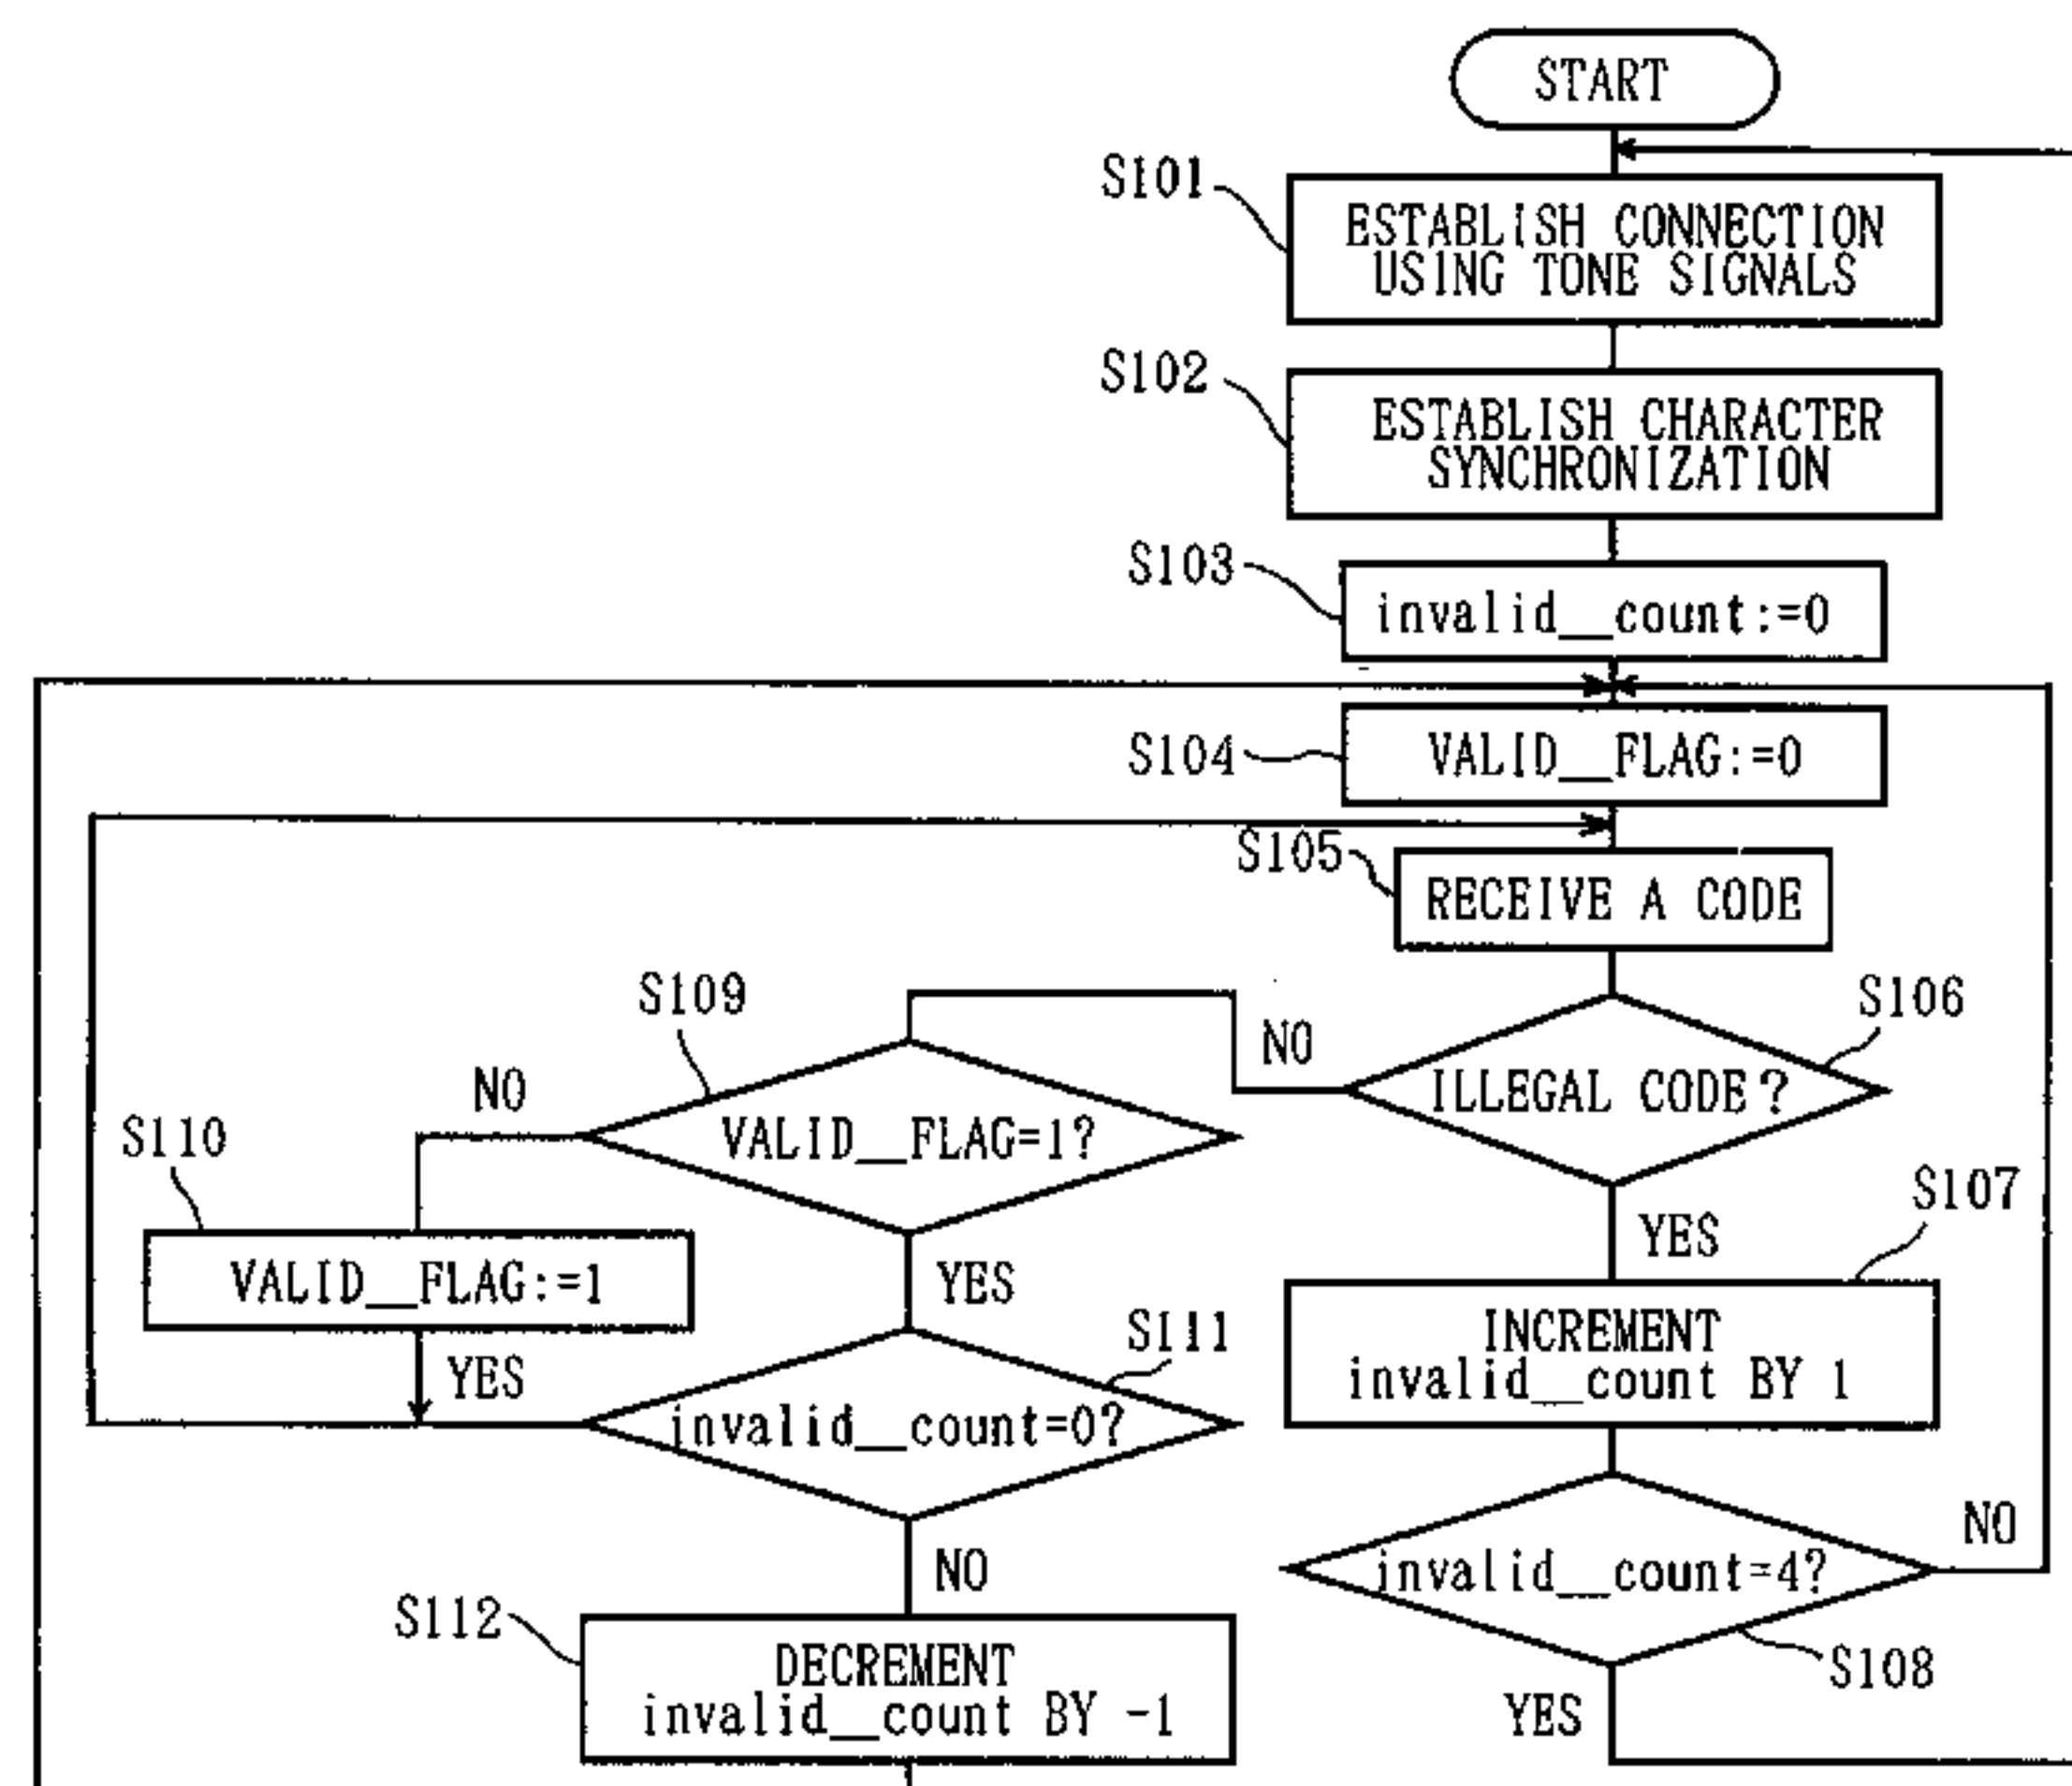 START
S101
ESTABLISH CONNECTION
USING TONE SIGNALS
S102
ESTABLISH CHARACTER
SYNCHRONIZATION
S103
invalid__count:=0
S104
VALID__FLAG:=0
S105
RECEIVE A CODE
S106
ILLEGAL CODE?
NO
YES
S109
VALID__FLAG=1?
NO
YES
S110
VALID__FLAG:=1
YES
S111
invalid__count=0?
NO
S112
DECREMENT
invalid__count BY -1
S107
INCREMENT
invalid__count BY 1
invalid__count=4?
NO
S108
YES